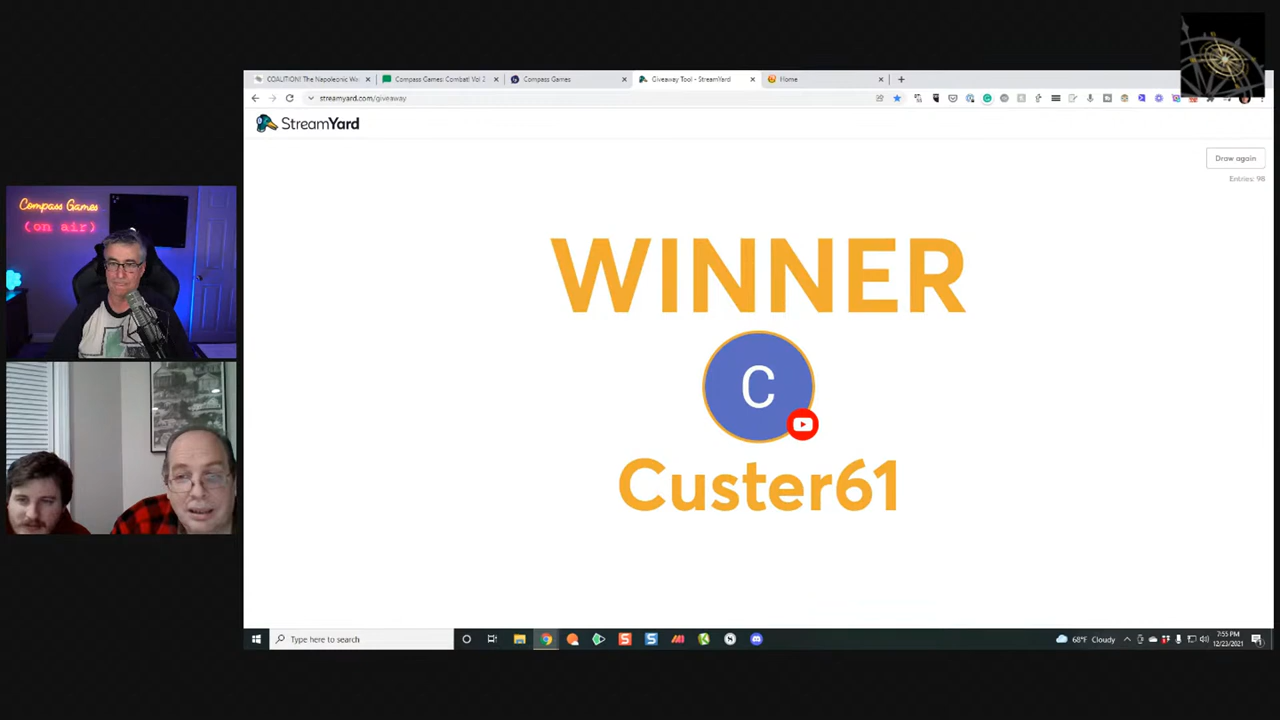 COALITION! The Napoleonic Wa
Compass Games: Combat! Vol 2
Compass Games
Giveaway Tool - StreamYard
Home
streamyard.com/giveaway
StreamYard
Draw again
Entries: 98
Compass Games
(on air)
WINNER
C
Custer61
Type here to search
68°F Cloudy
7:55 PM
12/23/2021